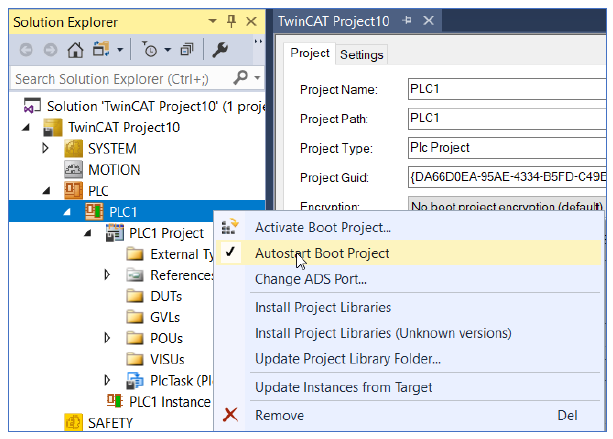 Solution Explorer
Search Solution Explorer (Ctrl+;)
Solution 'TwinCAT Project10' (1 proje
TwinCAT Project10
SYSTEM
MOTION
PLC
PLC1
PLC1 Project
External Ty
References
DUTs
GVLs
POUs
VISUs
PlcTask (Plc
PLC1 Instance
SAFETY
TwinCAT Project10
Project
Settings
Project Name:
PLC1
Project Path:
PLC1
Project Type:
Plc Project
Project Guid:
{DA66D0EA-95AE-4334-B5FD-C49E
Encryption:
No boot project encryption (default)
Activate Boot Project...
Autostart Boot Project
Change ADS Port...
Install Project Libraries
Install Project Libraries (Unknown versions)
Update Project Library Folder...
Update Instances from Target
Remove Del